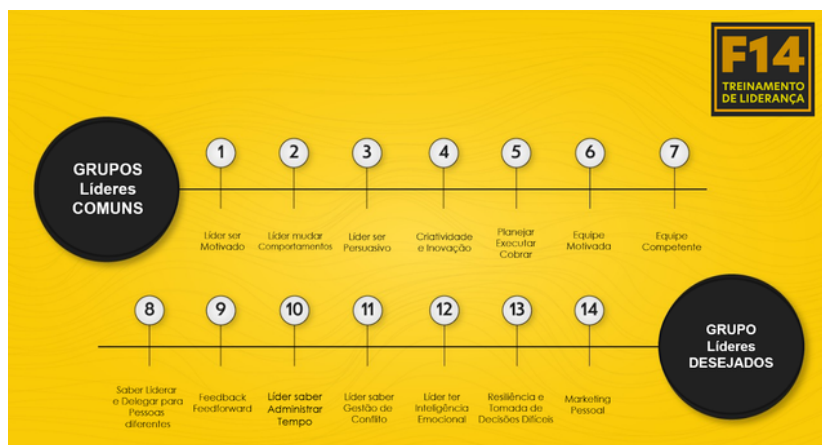 F14
TREINAMENTO
DE LIDERANÇA
GRUPOS
Líderes
COMUNS
1
Líder ser
Motivado
2
Líder mudar
Comportamentos
3
Líder ser
Persuasivo
4
Criatividade
e Inovação
5
Planejar
Executar
Cobrar
6
Equipe
Motivada
7
Equipe
Competente
8
Saber Liderar
e Delegar para
Pessoas
diferentes
9
Feedback
Feedforward
10
Líder saber
Administrar
Tempo
11
Líder saber
Gestão de
Conflito
12
Líder ter
Inteligência
Emocional
13
Resiliência e
Tomada de
Decisões Difíceis
14
Marketing
Pessoal
GRUPO
Líderes
DESEJADOS